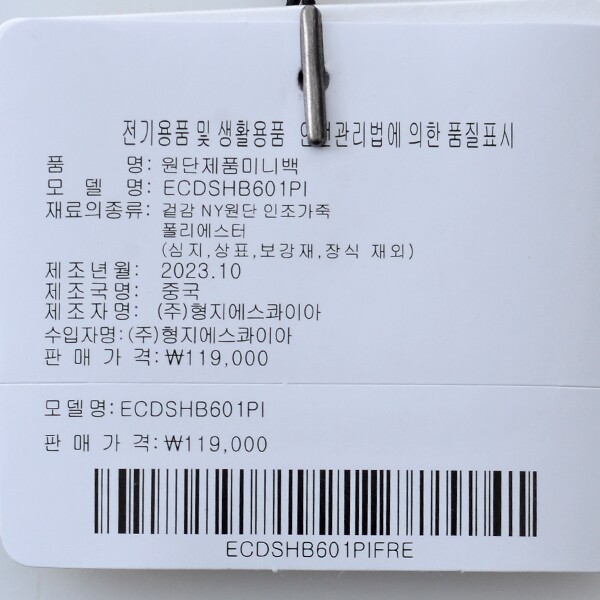 전기용품 및 생활용품 안전관리법에 의한 품질표시
품 명: 원단제품미니백
모 델 명: ECDSHB601PI
재료의종류: 겉감 NY원단 인조가죽
폴리에스터
(심지,상표,보강재,장식 제외)
제조년월: 2023.10
제조국명: 중국
제조자명: (주)형지에스콰이아
수입자명: (주)형지에스콰이아
판 매 가 격: ₩119,000
모델명: ECDSHB601PI
판 매 가 격: ₩119,000
ECDSHB601PIFRE